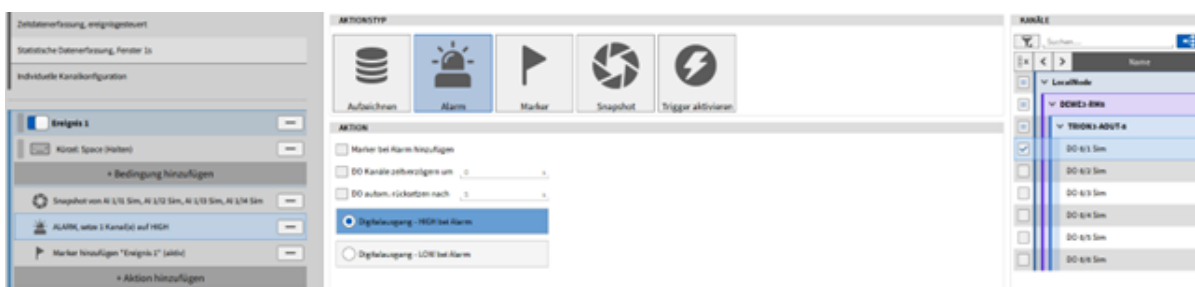 Zeitdatenerfassung, ereignisgesteuert
Statistische Datenerfassung, Fenster 1s
Individuelle Kanalkonfiguration
Ereignis 1
Kürzel: Space (Halten)
+ Bedingung hinzufügen
Snapshot von AI 1/1 Sim, AI 1/2 Sim, AI 1/3 Sim, AI 1/4 Sim
ALARM, setze 1 Kanal(e) auf HIGH
Marker hinzufügen "Ereignis 1" (aktiv)
+ Aktion hinzufügen
AKTIONSTYP
Aufzeichnen
Alarm
Marker
Snapshot
Trigger aktivieren
AKTION
Marker bei Alarm hinzufügen
DO Kanäle zeitverzögern um 0 s
DO autom. rücksetzen nach 5 s
Digitalausgang - HIGH bei Alarm
Digitalausgang - LOW bei Alarm
KANÄLE
Suchen...
Name
LocalNode
TRION3-AOUT-8
DO 6/1 Sim
DO 6/2 Sim
DO 6/3 Sim
DO 6/4 Sim
DO 6/5 Sim
DO 6/6 Sim